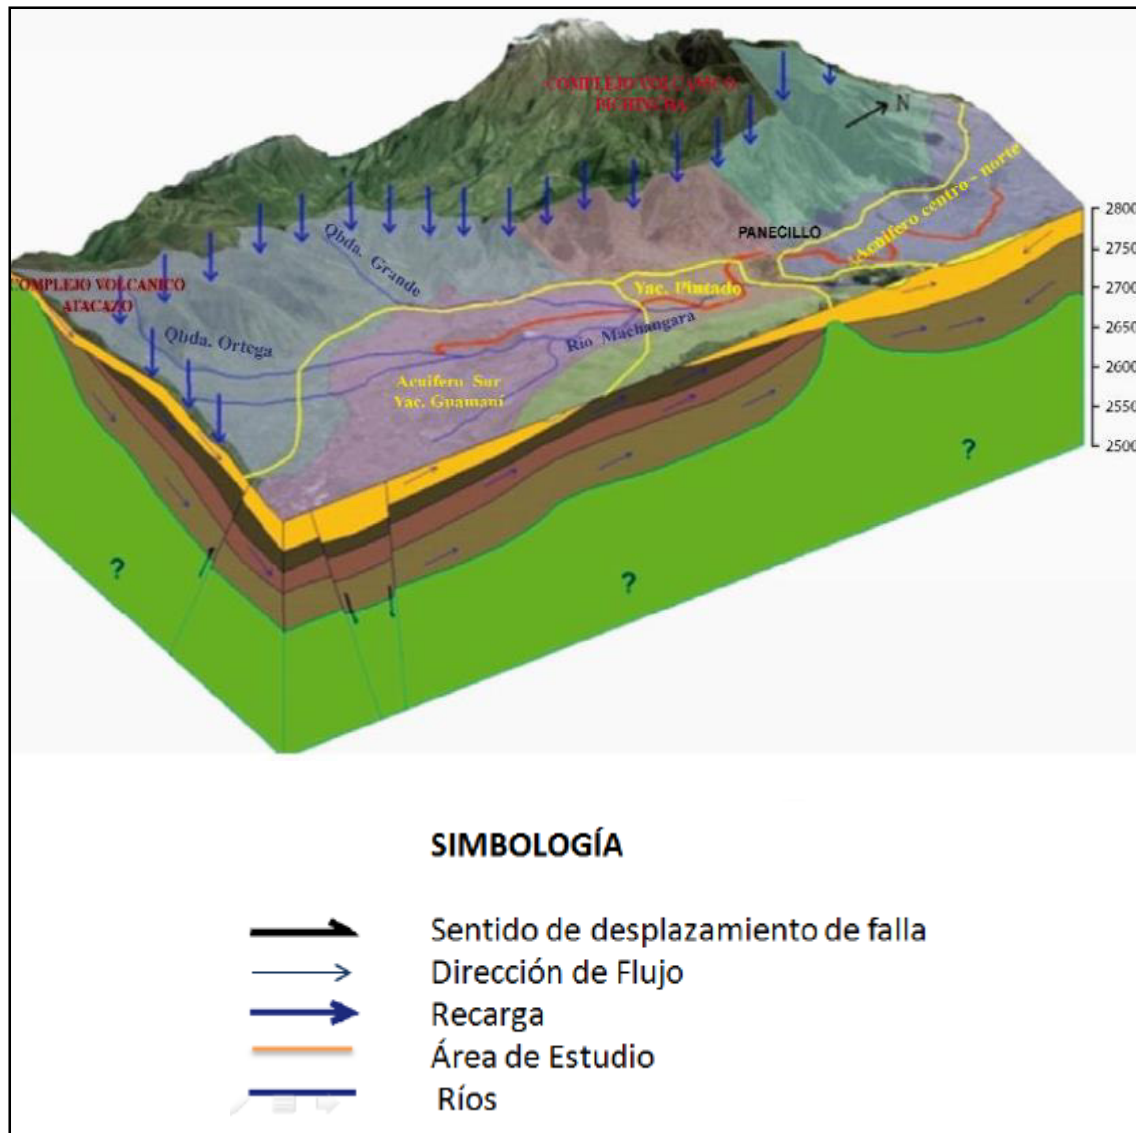 COMPLEJO VOLCANICO
PICHINCHA
N
Acuifero centro - norte
2800
PANECILLO
2750
Qbda. Grande
COMPLEJO VOLCANICO
ATACAZO
Yac. Pintado
2700
Río Machangara
2650
Qbda. Ortega
2600
Acuifero Sur
Yac. Guamaní
2550
2500
?
?
?
SIMBOLOGÍA
Sentido de desplazamiento de falla
Dirección de Flujo
Recarga
Área de Estudio
Ríos